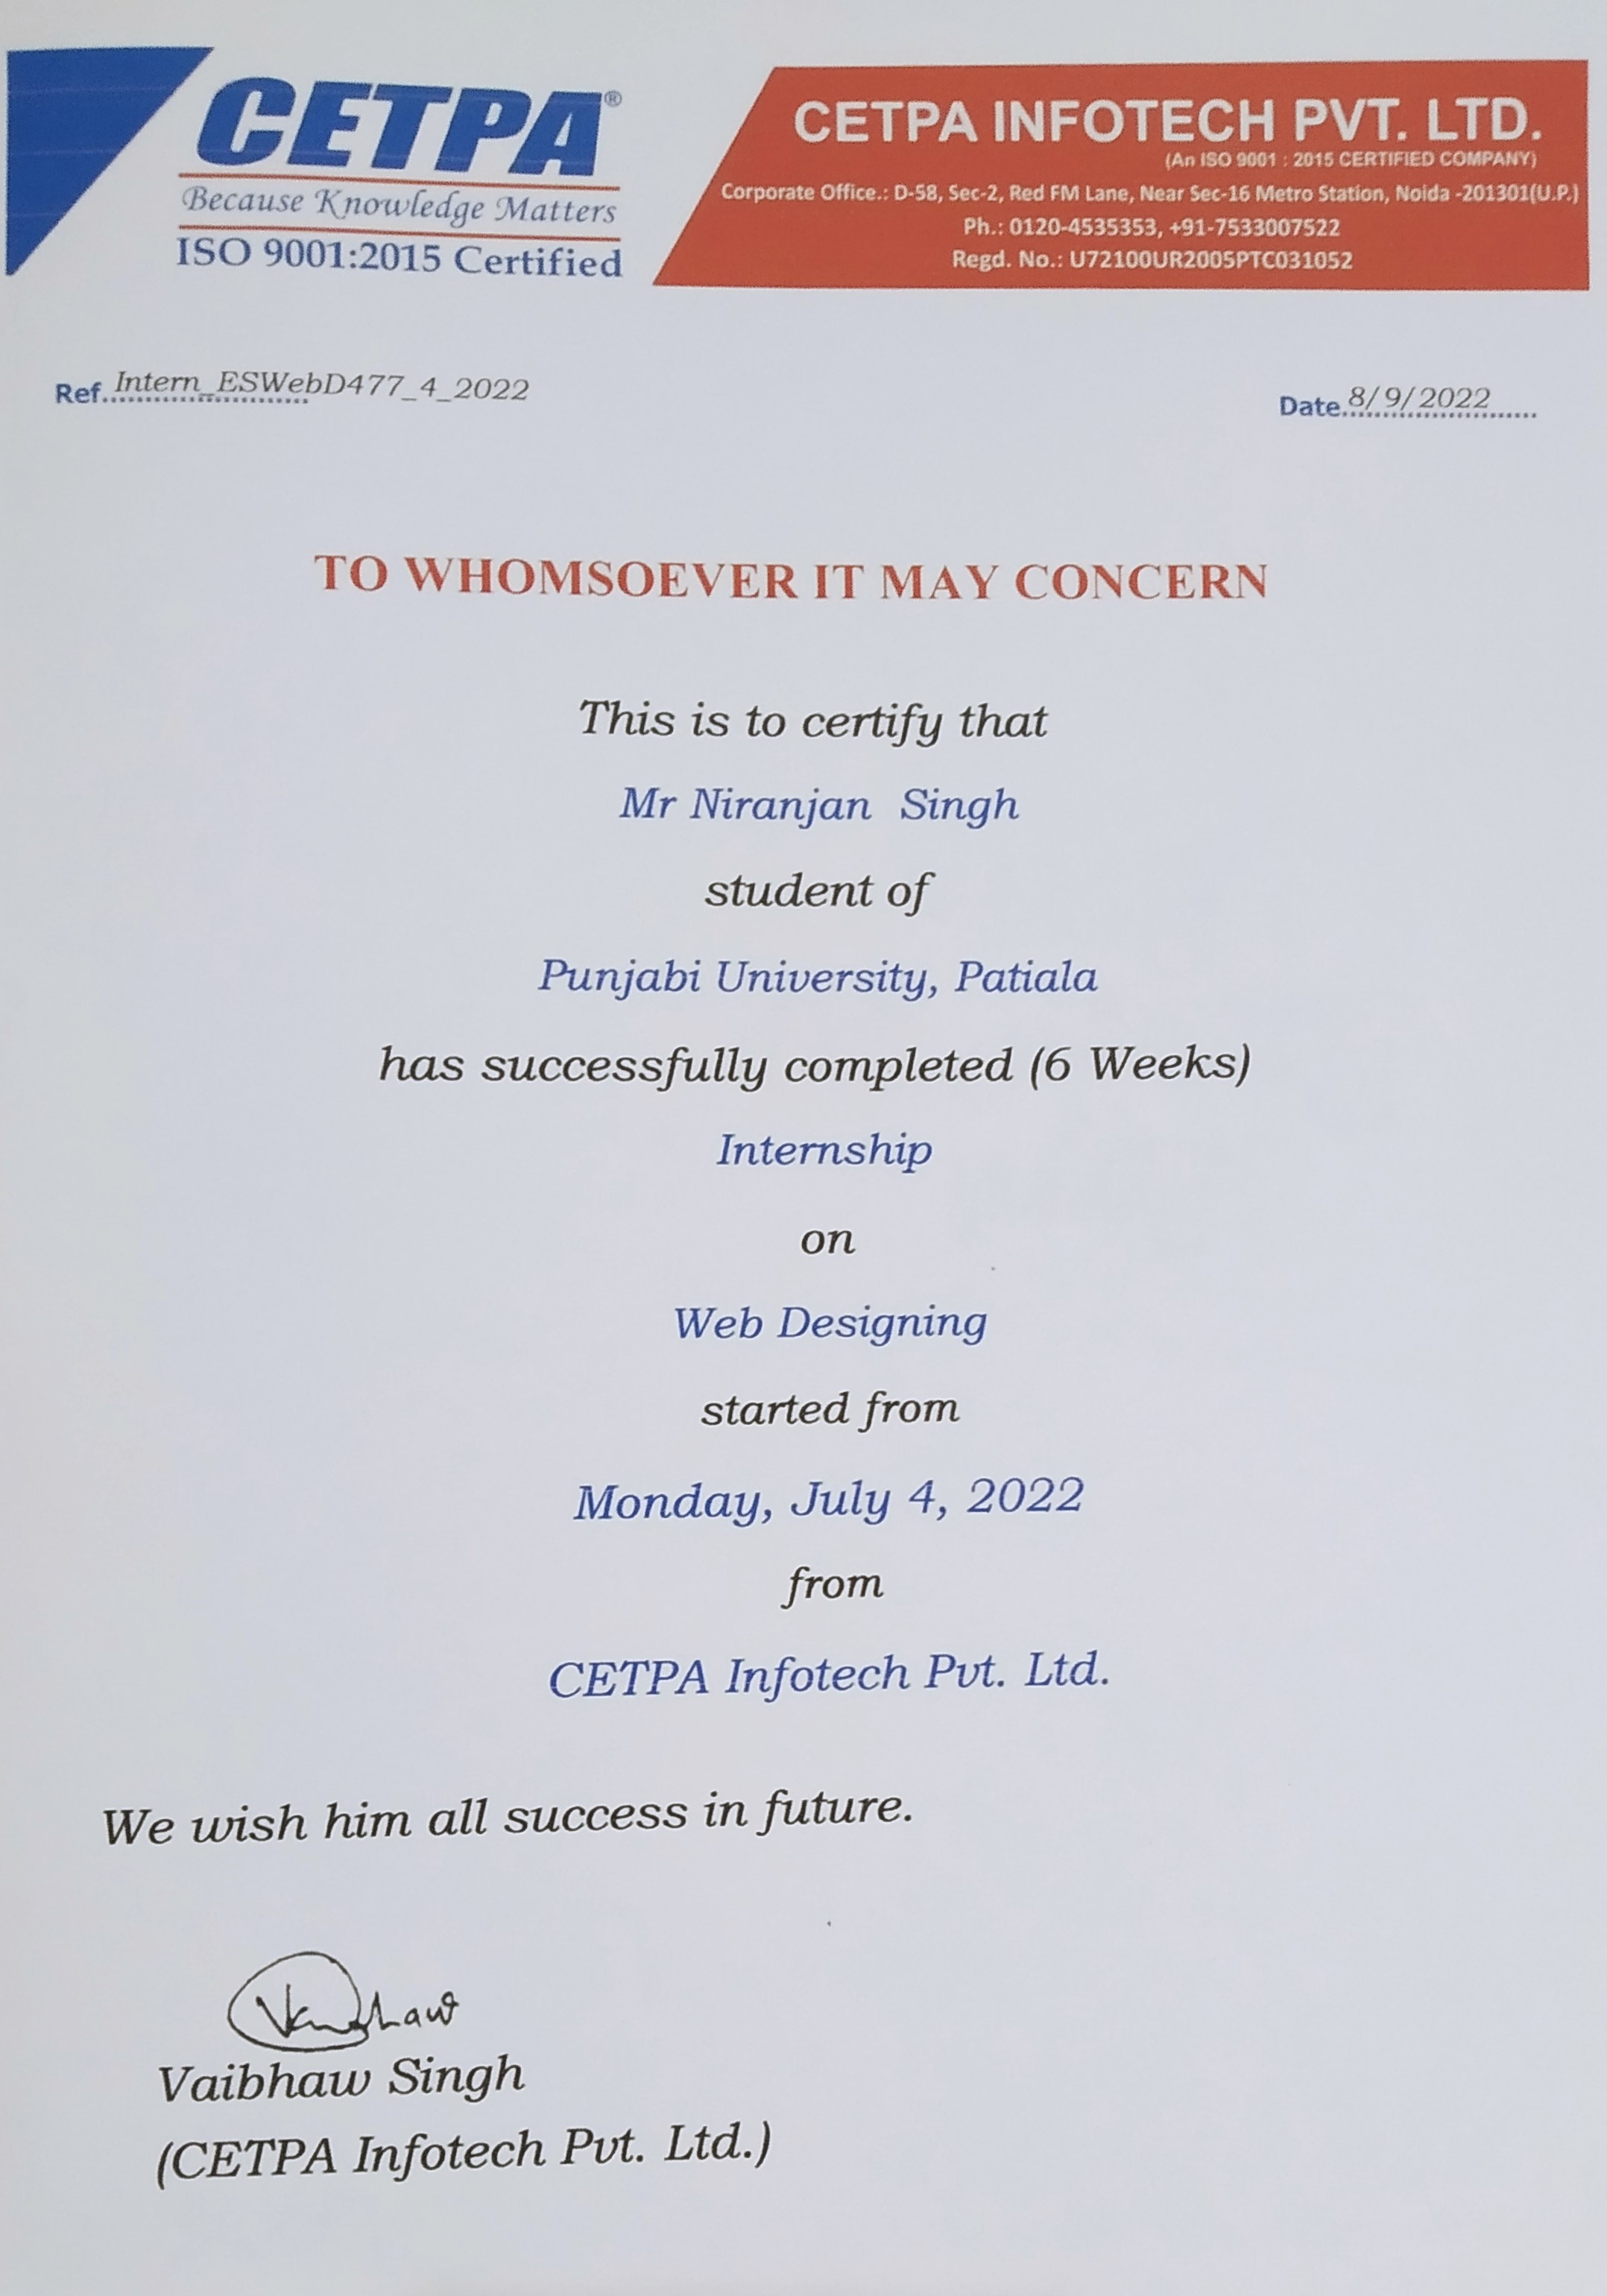 CETPA®
Because Knowledge Matters
ISO 9001:2015 Certified
CETPA INFOTECH PVT. LTD.
(An ISO 9001 : 2015 CERTIFIED COMPANY)
Corporate Office.: D-58, Sec-2, Red FM Lane, Near Sec-16 Metro Station, Noida -201301(U.P.)
Ph.: 0120-4535353, +91-7533007522
Regd. No.: U72100UR2005PTC031052
Ref. Intern_ESWebD477_4_2022
Date 8/9/2022
TO WHOMSOEVER IT MAY CONCERN
This is to certify that
Mr Niranjan Singh
student of
Punjabi University, Patiala
has successfully completed (6 Weeks)
Internship
on
Web Designing
started from
Monday, July 4, 2022
from
CETPA Infotech Pvt. Ltd.
We wish him all success in future.
Vaibhaw
Vaibhaw Singh
(CETPA Infotech Pvt. Ltd.)